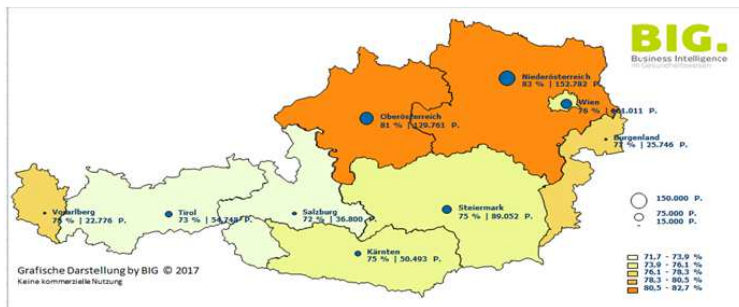 BIG.
Business Intelligence
im Gesundheitswesen
Niederösterreich
83 % | 152.782 P.
Wien
76 % |
Oberösterreich
81 % | 129.761 P.
Burgenland
77 % | 25.746 P.
Vorarlberg
22.776 P.
Tirol
73 % | 54.748 P.
Salzburg
72 % | 36.800 P.
Steiermark
75 % | 89.052 P.
Kärnten
75 % | 50.493 P.
150.000 P.
75.000 P.
15.000 P.
71,7 - 73,9 %
73,9 - 76,1 %
76,1 - 78,3 %
78,3 - 80,5 %
80,5 - 82,7 %
Grafische Darstellung by BIG © 2017
Keine kommerzielle Nutzung